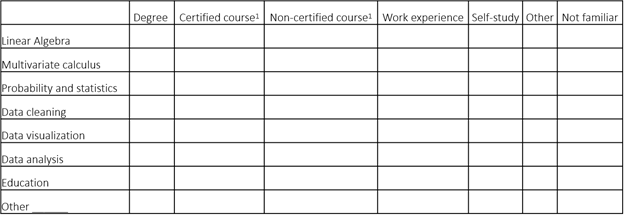 Degree Certified course¹ Non-certified course¹ Work experience Self-study Other Not familiar
Linear Algebra
Multivariate calculus
Probability and statistics
Data cleaning
Data visualization
Data analysis
Education
Other ______